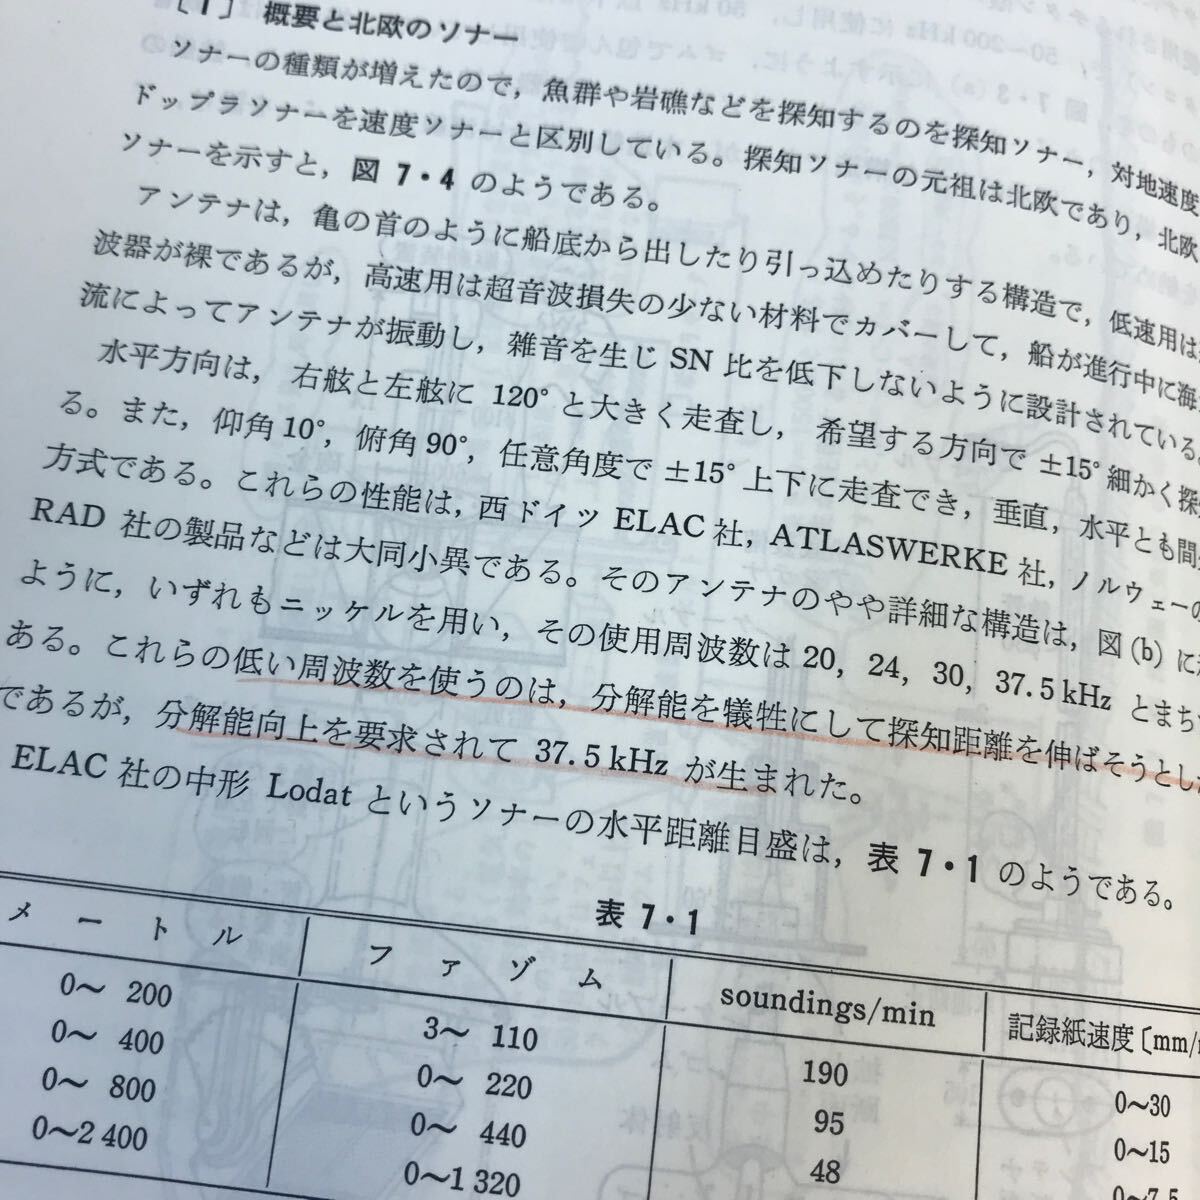 [1] 概要と北欧のソナー
ソナーの種類が増えたので，魚群や岩礁などを探知するのを探知ソナー，対地速度
ドップラソナーを速度ソナーと区別している。探知ソナーの元祖は北欧であり，北欧
ソナーを示すと，図 7・4 のようである。
アンテナは，亀の首のように船底から出したり引っ込めたりする構造で，低速用は
波器が裸であるが，高速用は超音波損失の少ない材料でカバーして，船が進行中に海
流によってアンテナが振動し，雑音を生じ SN 比を低下しないように設計されている。
水平方向は，右舷と左舷に 120° と大きく走査し，希望する方向で ±15° 細かく探
る。また，仰角10°，俯角90°，任意角度で ±15° 上下に走査でき，垂直，水平とも間
方式である。これらの性能は，西ドイツ ELAC 社，ATLASWERKE 社，ノルウェーの
RAD 社の製品などは大同小異である。そのアンテナのやや詳細な構造は，図(b)に
ように，いずれもニッケルを用い，その使用周波数は 20，24，30，37.5 kHz とまち
ある。これらの低い周波数を使うのは，分解能を犠牲にして探知距離を伸ばそうとし
であるが，分解能向上を要求されて 37.5 kHz が生まれた。
ELAC 社の中形 Lodat というソナーの水平距離目盛は，表 7・1 のようである。
表 7・1
メートル ファゾム soundings/min 記録紙速度〔mm/
0〜 200 3〜 110 190 0〜30
0〜 400 0〜 220 95 0〜15
0〜 800 0〜 440 48 0〜7.5
0〜2 400 0〜1 320